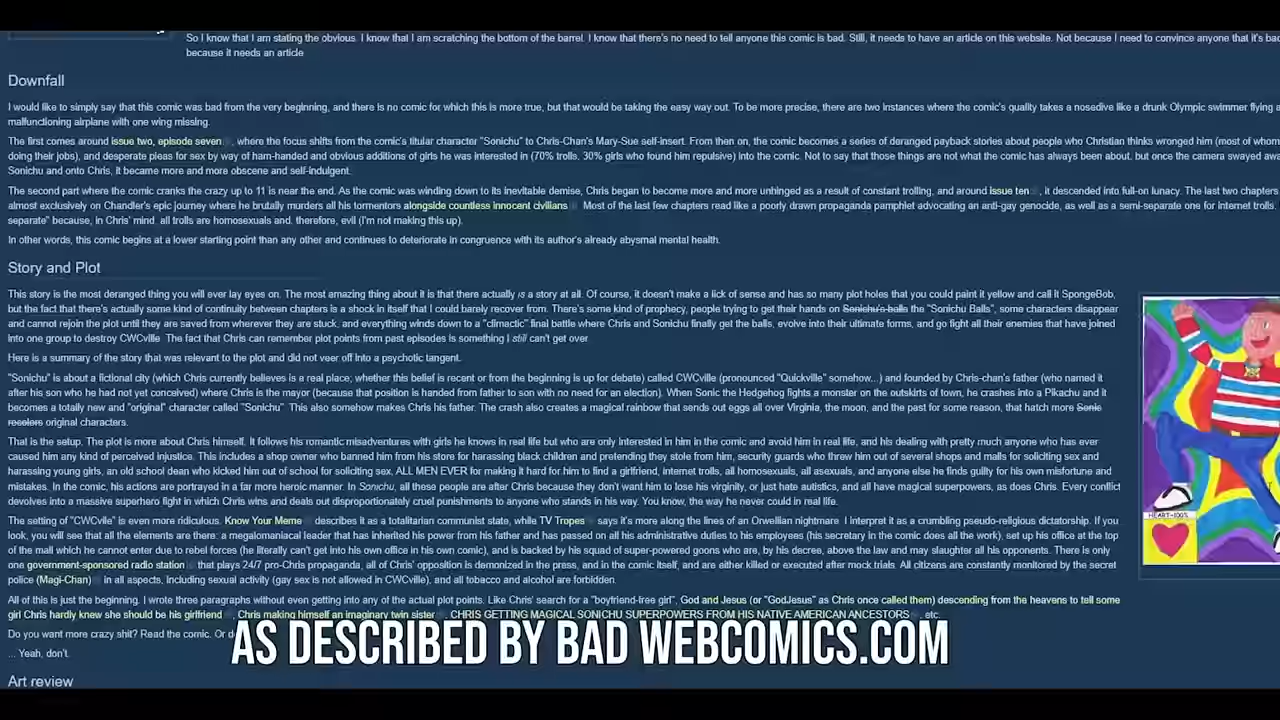 So I know that I am stating the obvious. I know that I am scratching the bottom of the barrel. I know that there's no need to tell anyone this comic is bad. Still, it needs to have an article on this website. Not because I need to convince anyone that it's bad
because it needs an article
Downfall
I would like to simply say that this comic was bad from the very beginning, and there is no comic for which this is more true, but that would be taking the easy way out. To be more precise, there are two instances where the comic's quality takes a nosedive like a drunk Olympic swimmer flying a
malfunctioning airplane with one wing missing.
The first comes around issue two, episode seven, where the focus shifts from the comic's titular character "Sonichu" to Chris-Chan's Mary-Sue self-insert. From then on, the comic becomes a series of deranged payback stories about people who Christian thinks wronged him (most of whom
doing their jobs), and desperate pleas for sex by way of ham-handed and obvious additions of girls he was interested in (70% trolls. 30% girls who found him repulsive) into the comic. Not to say that those things are not what the comic has always been about, but once the camera swayed awa
Sonichu and onto Chris, it became more and more obscene and self-indulgent.
The second part where the comic cranks the crazy up to 11 is near the end. As the comic was winding down to its inevitable demise, Chris began to become more and more unhinged as a result of constant trolling, and around issue ten, it descended into full-on lunacy. The last two chapters
almost exclusively on Chandler's epic journey where he brutally murders all his tormentors alongside countless innocent civilians. Most of the last few chapters read like a poorly drawn propaganda pamphlet advocating an anti-gay genocide, as well as a semi-separate one for internet trolls.
separate" because, in Chris' mind, all trolls are homosexuals and, therefore, evil (I'm not making this up).
In other words, this comic begins at a lower starting point than any other and continues to deteriorate in congruence with its author's already abysmal mental health.
Story and Plot
This story is the most deranged thing you will ever lay eyes on. The most amazing thing about it is that there actually is a story at all. Of course, it doesn't make a lick of sense and has so many plot holes that you could paint it yellow and call it SpongeBob,
but the fact that there's actually some kind of continuity between chapters is a shock in itself that I could barely recover from. There's some kind of prophecy, people trying to get their hands on Sonichu's balls the "Sonichu Balls", some characters disappear
and cannot rejoin the plot until they are saved from wherever they are stuck, and everything winds down to a "climactic" final battle where Chris and Sonichu finally get the balls, evolve into their ultimate forms, and go fight all their enemies that have joined
into one group to destroy CWCville. The fact that Chris can remember plot points from past episodes is something I still can't get over.
Here is a summary of the story that was relevant to the plot and did not veer off into a psychotic tangent.
"Sonichu" is about a fictional city (which Chris currently believes is a real place; whether this belief is recent or from the beginning is up for debate) called CWCville (pronounced "Quickville" somehow...) and founded by Chris-chan's father (who named it
after his son who he had not yet conceived) where Chris is the mayor (because that position is handed from father to son with no need for an election). When Sonic the Hedgehog fights a monster on the outskirts of town, he crashes into a Pikachu and it
becomes a totally new and "original" character called "Sonichu" This also somehow makes Chris his father. The crash also creates a magical rainbow that sends out eggs all over Virginia, the moon, and the past for some reason, that hatch more Sonic
recolors original characters.
That is the setup. The plot is more about Chris himself. It follows his romantic misadventures with girls he knows in real life but who are only interested in him in the comic and avoid him in real life, and his dealing with pretty much anyone who has ever
caused him any kind of perceived injustice. This includes a shop owner who banned him from his store for harassing black children and pretending they stole from him, security guards who threw him out of several shops and malls for soliciting sex and
harassing young girls, an old school dean who kicked him out of school for soliciting sex, ALL MEN EVER for making it hard for him to find a girlfriend, internet trolls, all homosexuals, all asexuals, and anyone else he finds guilty for his own misfortune and
mistakes. In the comic, his actions are portrayed in a far more heroic manner. In Sonichu, all these people are after Chris because they don't want him to lose his virginity, or just hate autistics, and all have magical superpowers, as does Chris. Every conflict
devolves into a massive superhero fight in which Chris wins and deals out disproportionately cruel punishments to anyone who stands in his way. You know, the way he never could in real life.
The setting of "CWCvile" is even more ridiculous. Know Your Meme describes it as a totalitarian communist state, while TV Tropes says it's more along the lines of an Orwellian nightmare. I interpret it as a crumbling pseudo-religious dictatorship. If you
look, you will see that all the elements are there: a megalomaniacal leader that has inherited his power from his father and has passed on all his administrative duties to his employees (his secretary in the comic does all the work), set up his office at the top
of the mall which he cannot enter due to rebel forces (he literally can't get into his own office in his own comic), and is backed by his squad of super-powered goons who are, by his decree, above the law and may slaughter all his opponents. There is only
one government-sponsored radio station that plays 24/7 pro-Chris propaganda, all of Chris' opposition is demonized in the press, and in the comic itself, and are either killed or executed after mock trials. All citizens are constantly monitored by the secret
police (Magi-Chan) in all aspects, including sexual activity (gay sex is not allowed in CWCville), and all tobacco and alcohol are forbidden.
All of this is just the beginning. I wrote three paragraphs without even getting into any of the actual plot points. Like Chris' search for a "boyfriend-free girl", God and Jesus (or "GodJesus" as Chris once called them) descending from the heavens to tell some
girl Chris hardly knew she should be his girlfriend, Chris making himself an imaginary twin sister, CHRIS GETTING MAGICAL SONICHU SUPERPOWERS FROM HIS NATIVE AMERICAN ANCESTORS, etc.
Do you want more crazy shit? Read the comic. Or d
... Yeah, don't.
Art review
HEART-100%
AS DESCRIBED BY BAD WEBCOMICS.COM